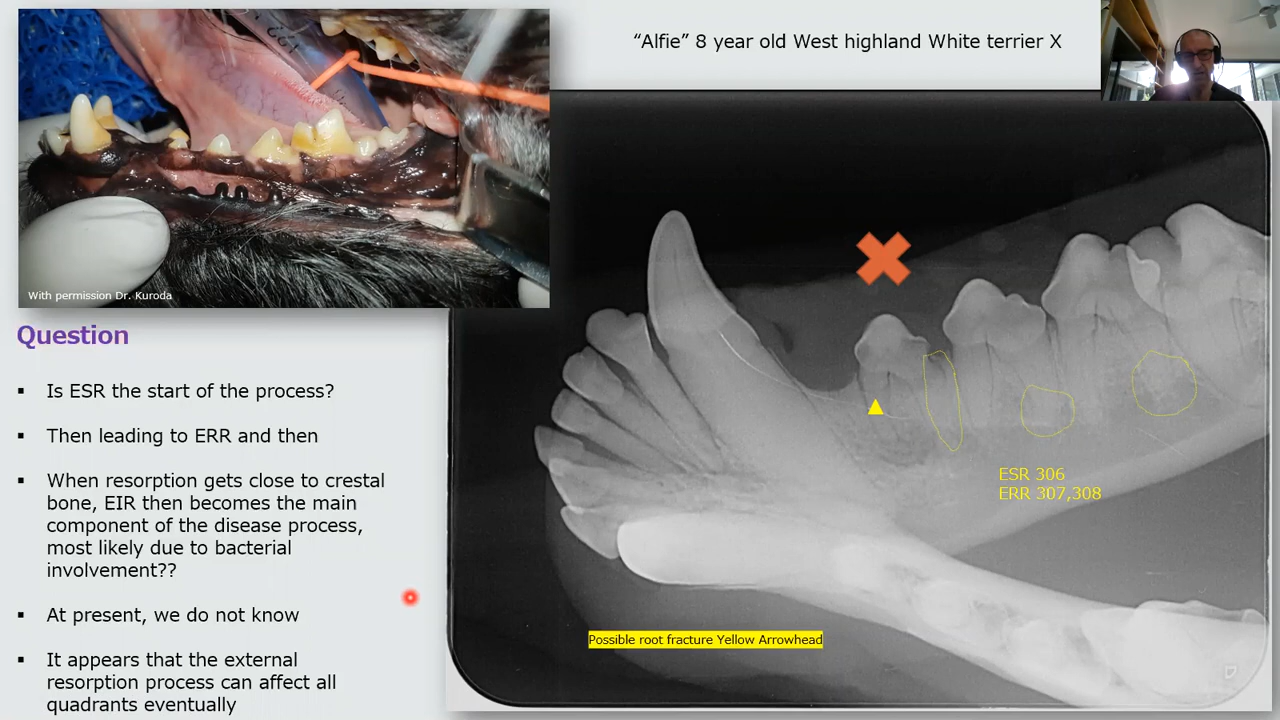 "Alfie" 8 year old West highland White terrier X
With permission Dr. Kuroda
Question
▪ Is ESR the start of the process?
▪ Then leading to ERR and then
▪ When resorption gets close to crestal
bone, EIR then becomes the main
component of the disease process,
most likely due to bacterial
involvement??
▪ At present, we do not know
▪ It appears that the external
resorption process can affect all
quadrants eventually
ESR 306
ERR 307,308
Possible root fracture Yellow Arrowhead